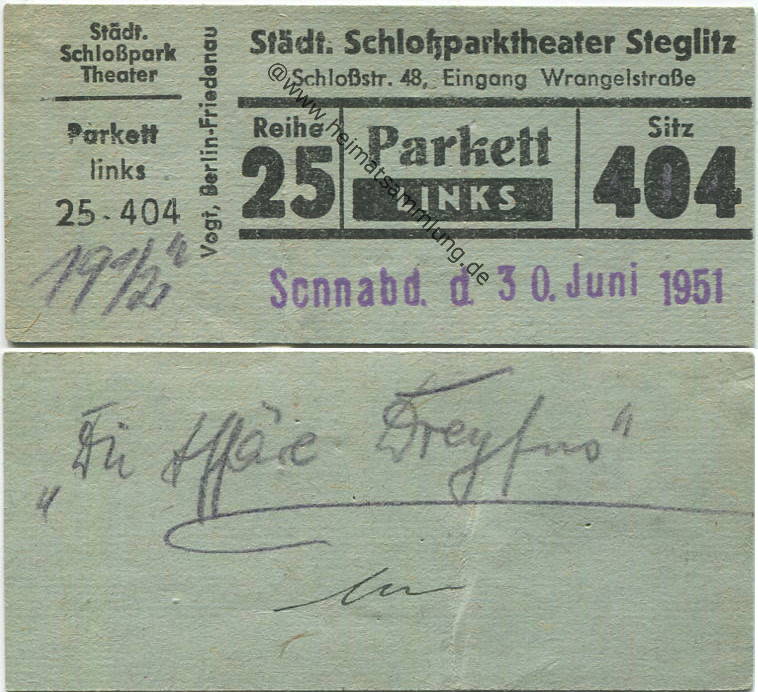 Städt.
Schloßpark
Theater
Parkett
links
25-404
19 1/2 "
Vogt, Berlin-Friedenau
Städt. Schloßparktheater Steglitz
Schloßstr. 48, Eingang Wrangelstraße
Reihe
25
Parkett
LINKS
Sitz
404
Sonnabd. d. 30. Juni 1951
@www.heimatsammlung.de
„Die Affäre Dreyfus"